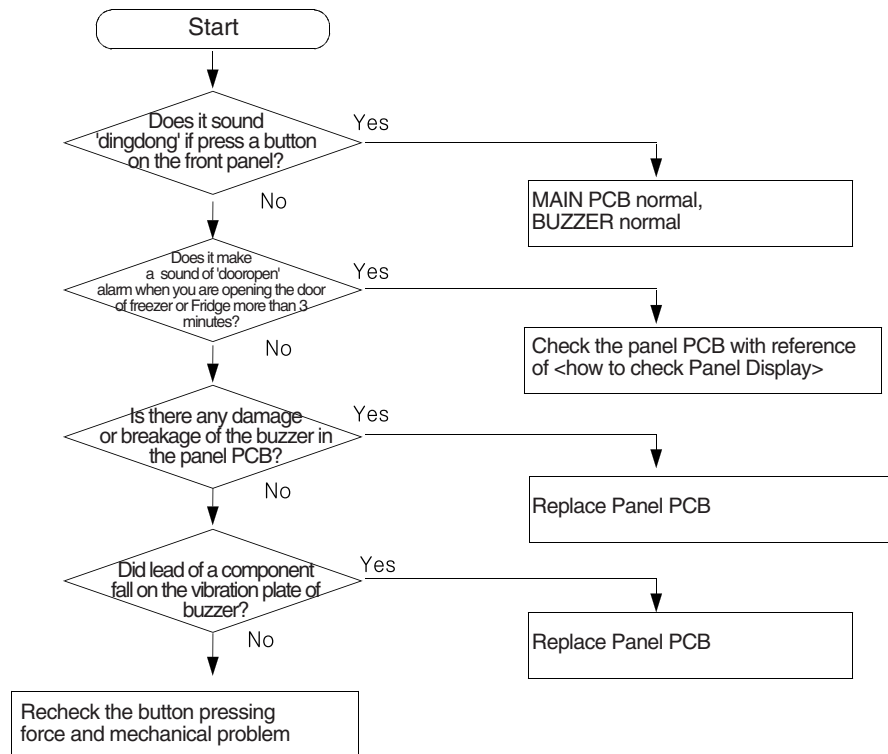 Start
Does it sound
'dingdong' if press a button
on the front panel?
Yes
No
MAIN PCB normal,
BUZZER normal
Does it make
a sound of 'dooropen'
alarm when you are opening the door
of freezer or Fridge more than 3
minutes?
Yes
No
Check the panel PCB with reference
of <how to check Panel Display>
Is there any damage
or breakage of the buzzer in
the panel PCB?
Yes
No
Replace Panel PCB
Did lead of a component
fall on the vibration plate of
buzzer?
Yes
No
Replace Panel PCB
Recheck the button pressing
force and mechanical problem